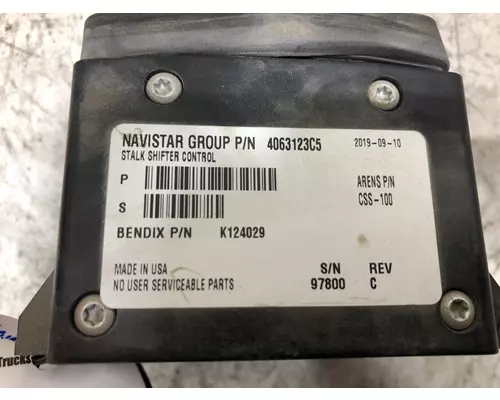 NAVISTAR GROUP P/N 4063123C5 2019-09-10
STALK SHIFTER CONTROL
P
ARENS P/N
CSS-100
S
BENDIX P/N K124029
MADE IN USA S/N REV
NO USER SERVICEABLE PARTS 97800 C
Trucks